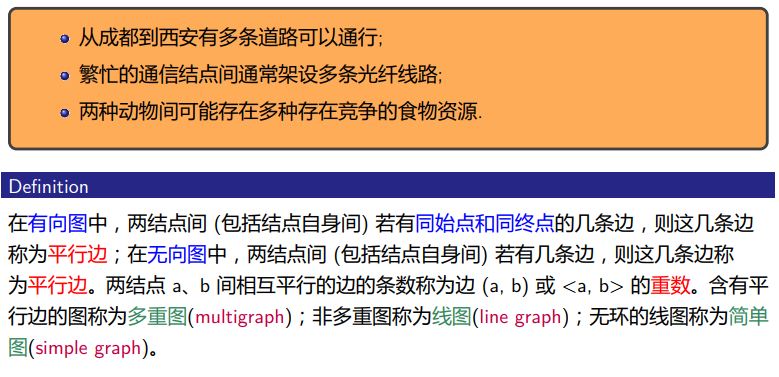 从成都到西安有多条道路可以通行;
繁忙的通信结点间通常架设多条光纤线路;
两种动物间可能存在多种存在竞争的食物资源.
Definition
在有向图中，两结点间 (包括结点自身间) 若有同始点和同终点的几条边，则这几条边
称为平行边；在无向图中，两结点间 (包括结点自身间) 若有几条边，则这几条边称
为平行边。两结点 a、b 间相互平行的边的条数称为边 (a, b) 或 <a, b> 的重数。含有平
行边的图称为多重图(multigraph)；非多重图称为线图(line graph)；无环的线图称为简单
图(simple graph)。